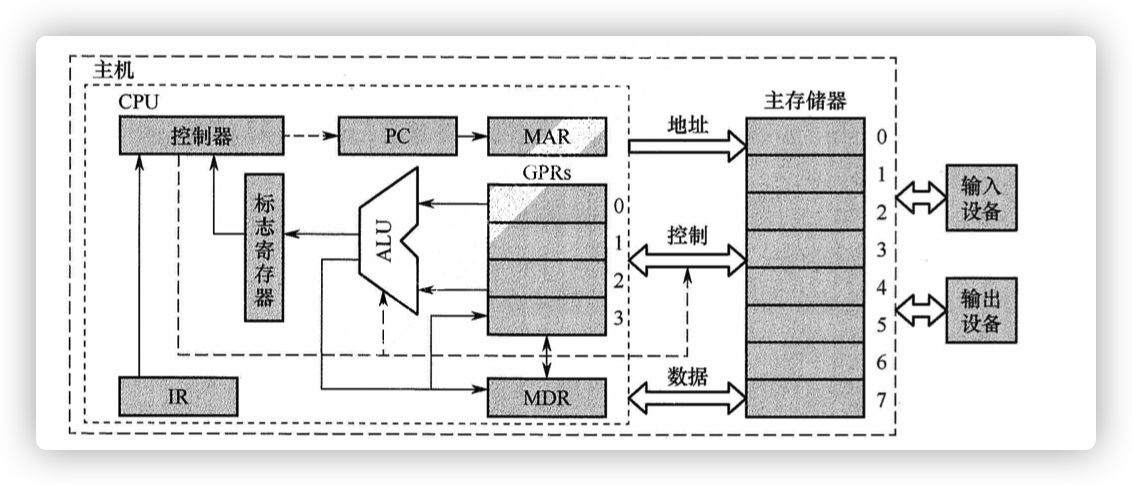 主机
CPU
主存储器
控制器
PC
MAR
地址
0
GPRs
1
输入
设备
标志寄存器
ALU
0
2
1
控制
3
2
4
输出
设备
3
5
6
IR
MDR
数据
7